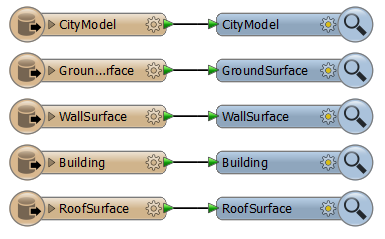 CityModel CityModel
Groun...rface GroundSurface
WallSurface WallSurface
Building Building
RoofSurface RoofSurface